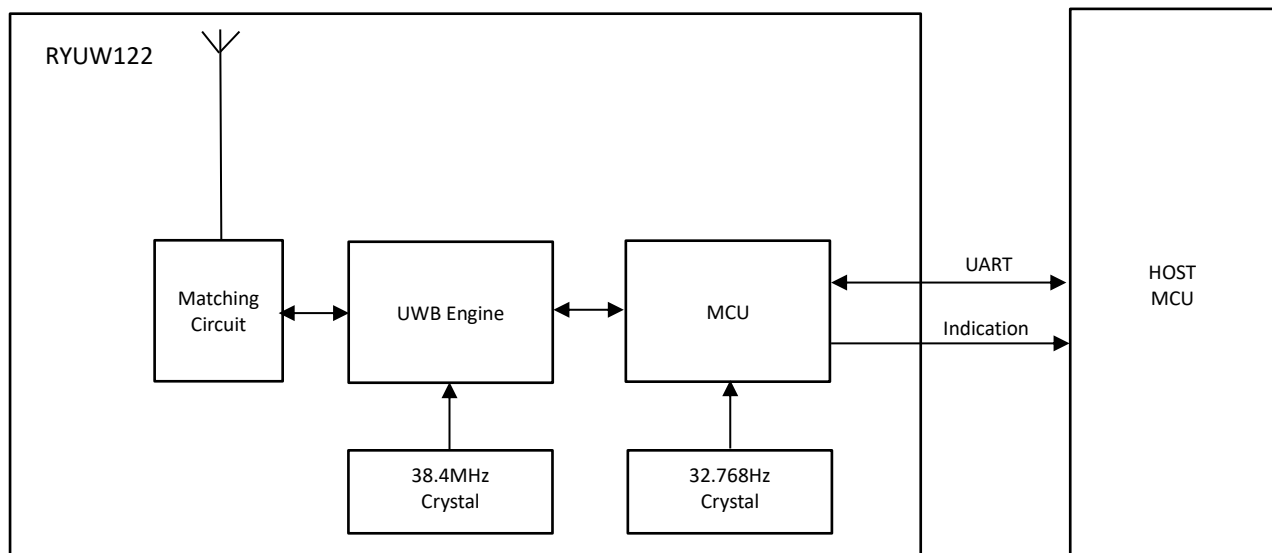 RYUW122
Matching
Circuit
UWB Engine
MCU
UART
Indication
HOST
MCU
38.4MHz
Crystal
32.768Hz
Crystal